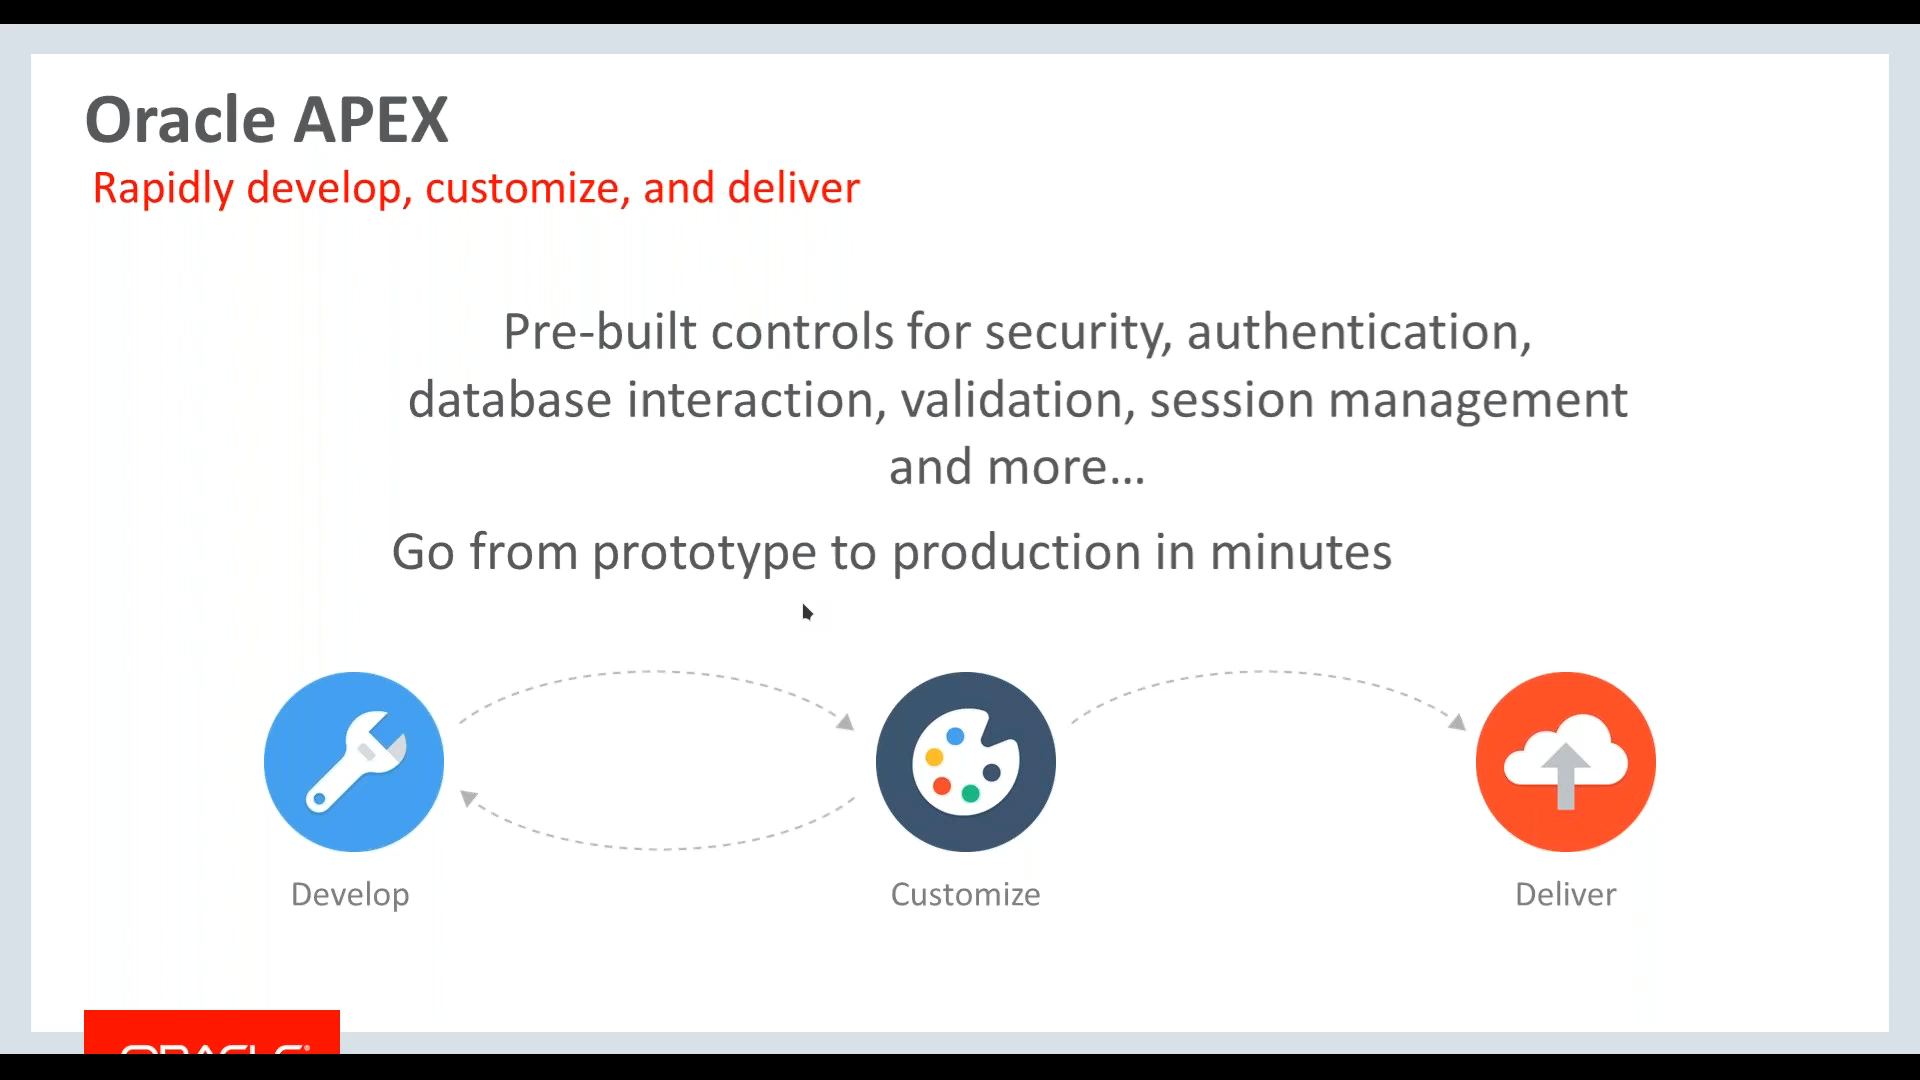 Oracle APEX
Rapidly develop, customize, and deliver
Pre-built controls for security, authentication,
database interaction, validation, session management
and more…
Go from prototype to production in minutes
Develop
Customize
Deliver
ORACLE®